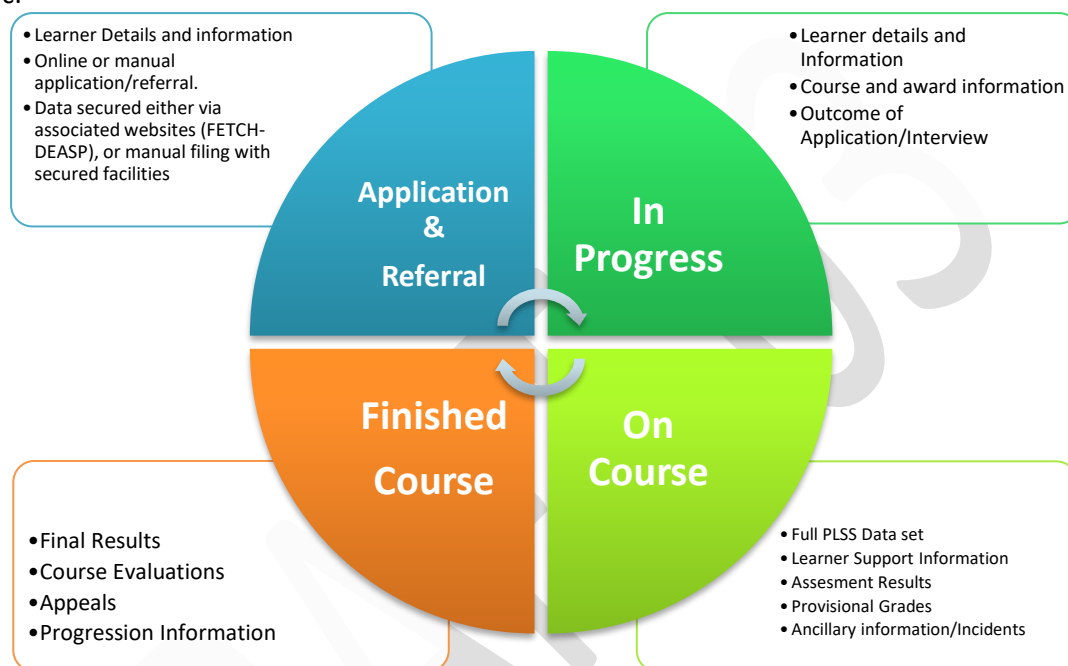 • Learner Details and information
• Online or manual
application/referral.
• Data secured either via
associated websites (FETCH-
DEASP), or manual filing with
secured facilities
• Learner details and
Information
• Course and award information
• Outcome of
Application/Interview
Application
&
Referral
In
Progress
Finished
Course
On
Course
• Final Results
• Course Evaluations
• Appeals
• Progression Information
• Full PLSS Data set
• Learner Support Information
• Assesment Results
• Provisional Grades
• Ancillary information/Incidents